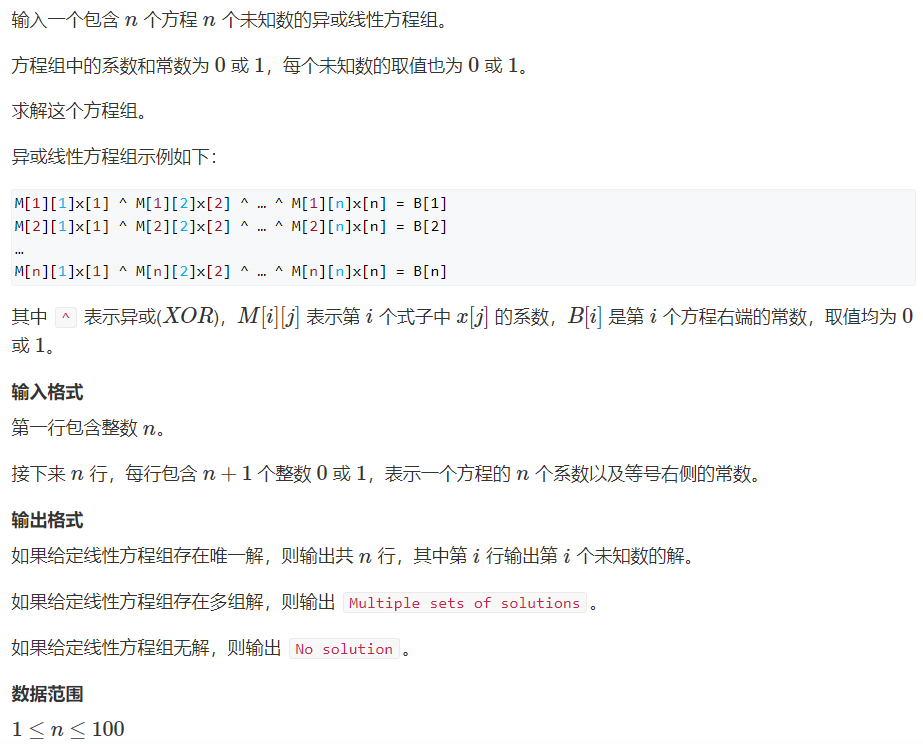 输入一个包含 n 个方程 n 个未知数的异或线性方程组。
方程组中的系数和常数为 0 或 1，每个未知数的取值也为 0 或 1。
求解这个方程组。
异或线性方程组示例如下：
M[1][1]x[1] ^ M[1][2]x[2] ^ … ^ M[1][n]x[n] = B[1]
M[2][1]x[1] ^ M[2][2]x[2] ^ … ^ M[2][n]x[n] = B[2]
…
M[n][1]x[1] ^ M[n][2]x[2] ^ … ^ M[n][n]x[n] = B[n]
其中 ^ 表示异或(XOR)，M[i][j] 表示第 i 个式子中 x[j] 的系数，B[i] 是第 i 个方程右端的常数，取值均为 0
或 1。
输入格式
第一行包含整数 n。
接下来 n 行，每行包含 n + 1 个整数 0 或 1，表示一个方程的 n 个系数以及等号右侧的常数。
输出格式
如果给定线性方程组存在唯一解，则输出共 n 行，其中第 i 行输出第 i 个未知数的解。
如果给定线性方程组存在多组解，则输出 Multiple sets of solutions 。
如果给定线性方程组无解，则输出 No solution 。
数据范围
1 ≤ n ≤ 100